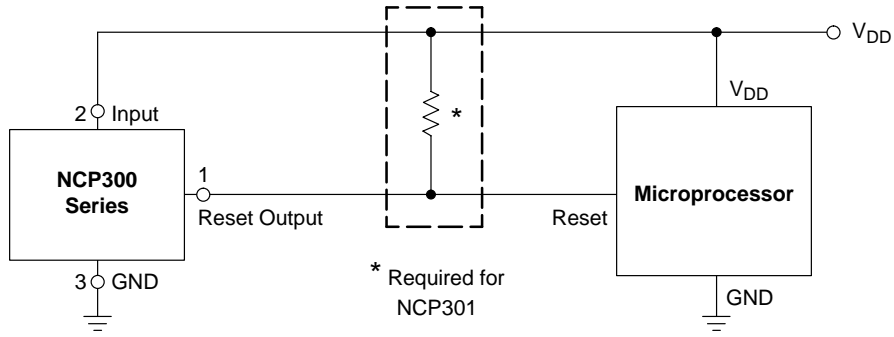 V_DD
2 Input
V_DD
*
NCP300
Series
1
Reset Output
Reset
Microprocessor
3 GND
* Required for
NCP301
GND